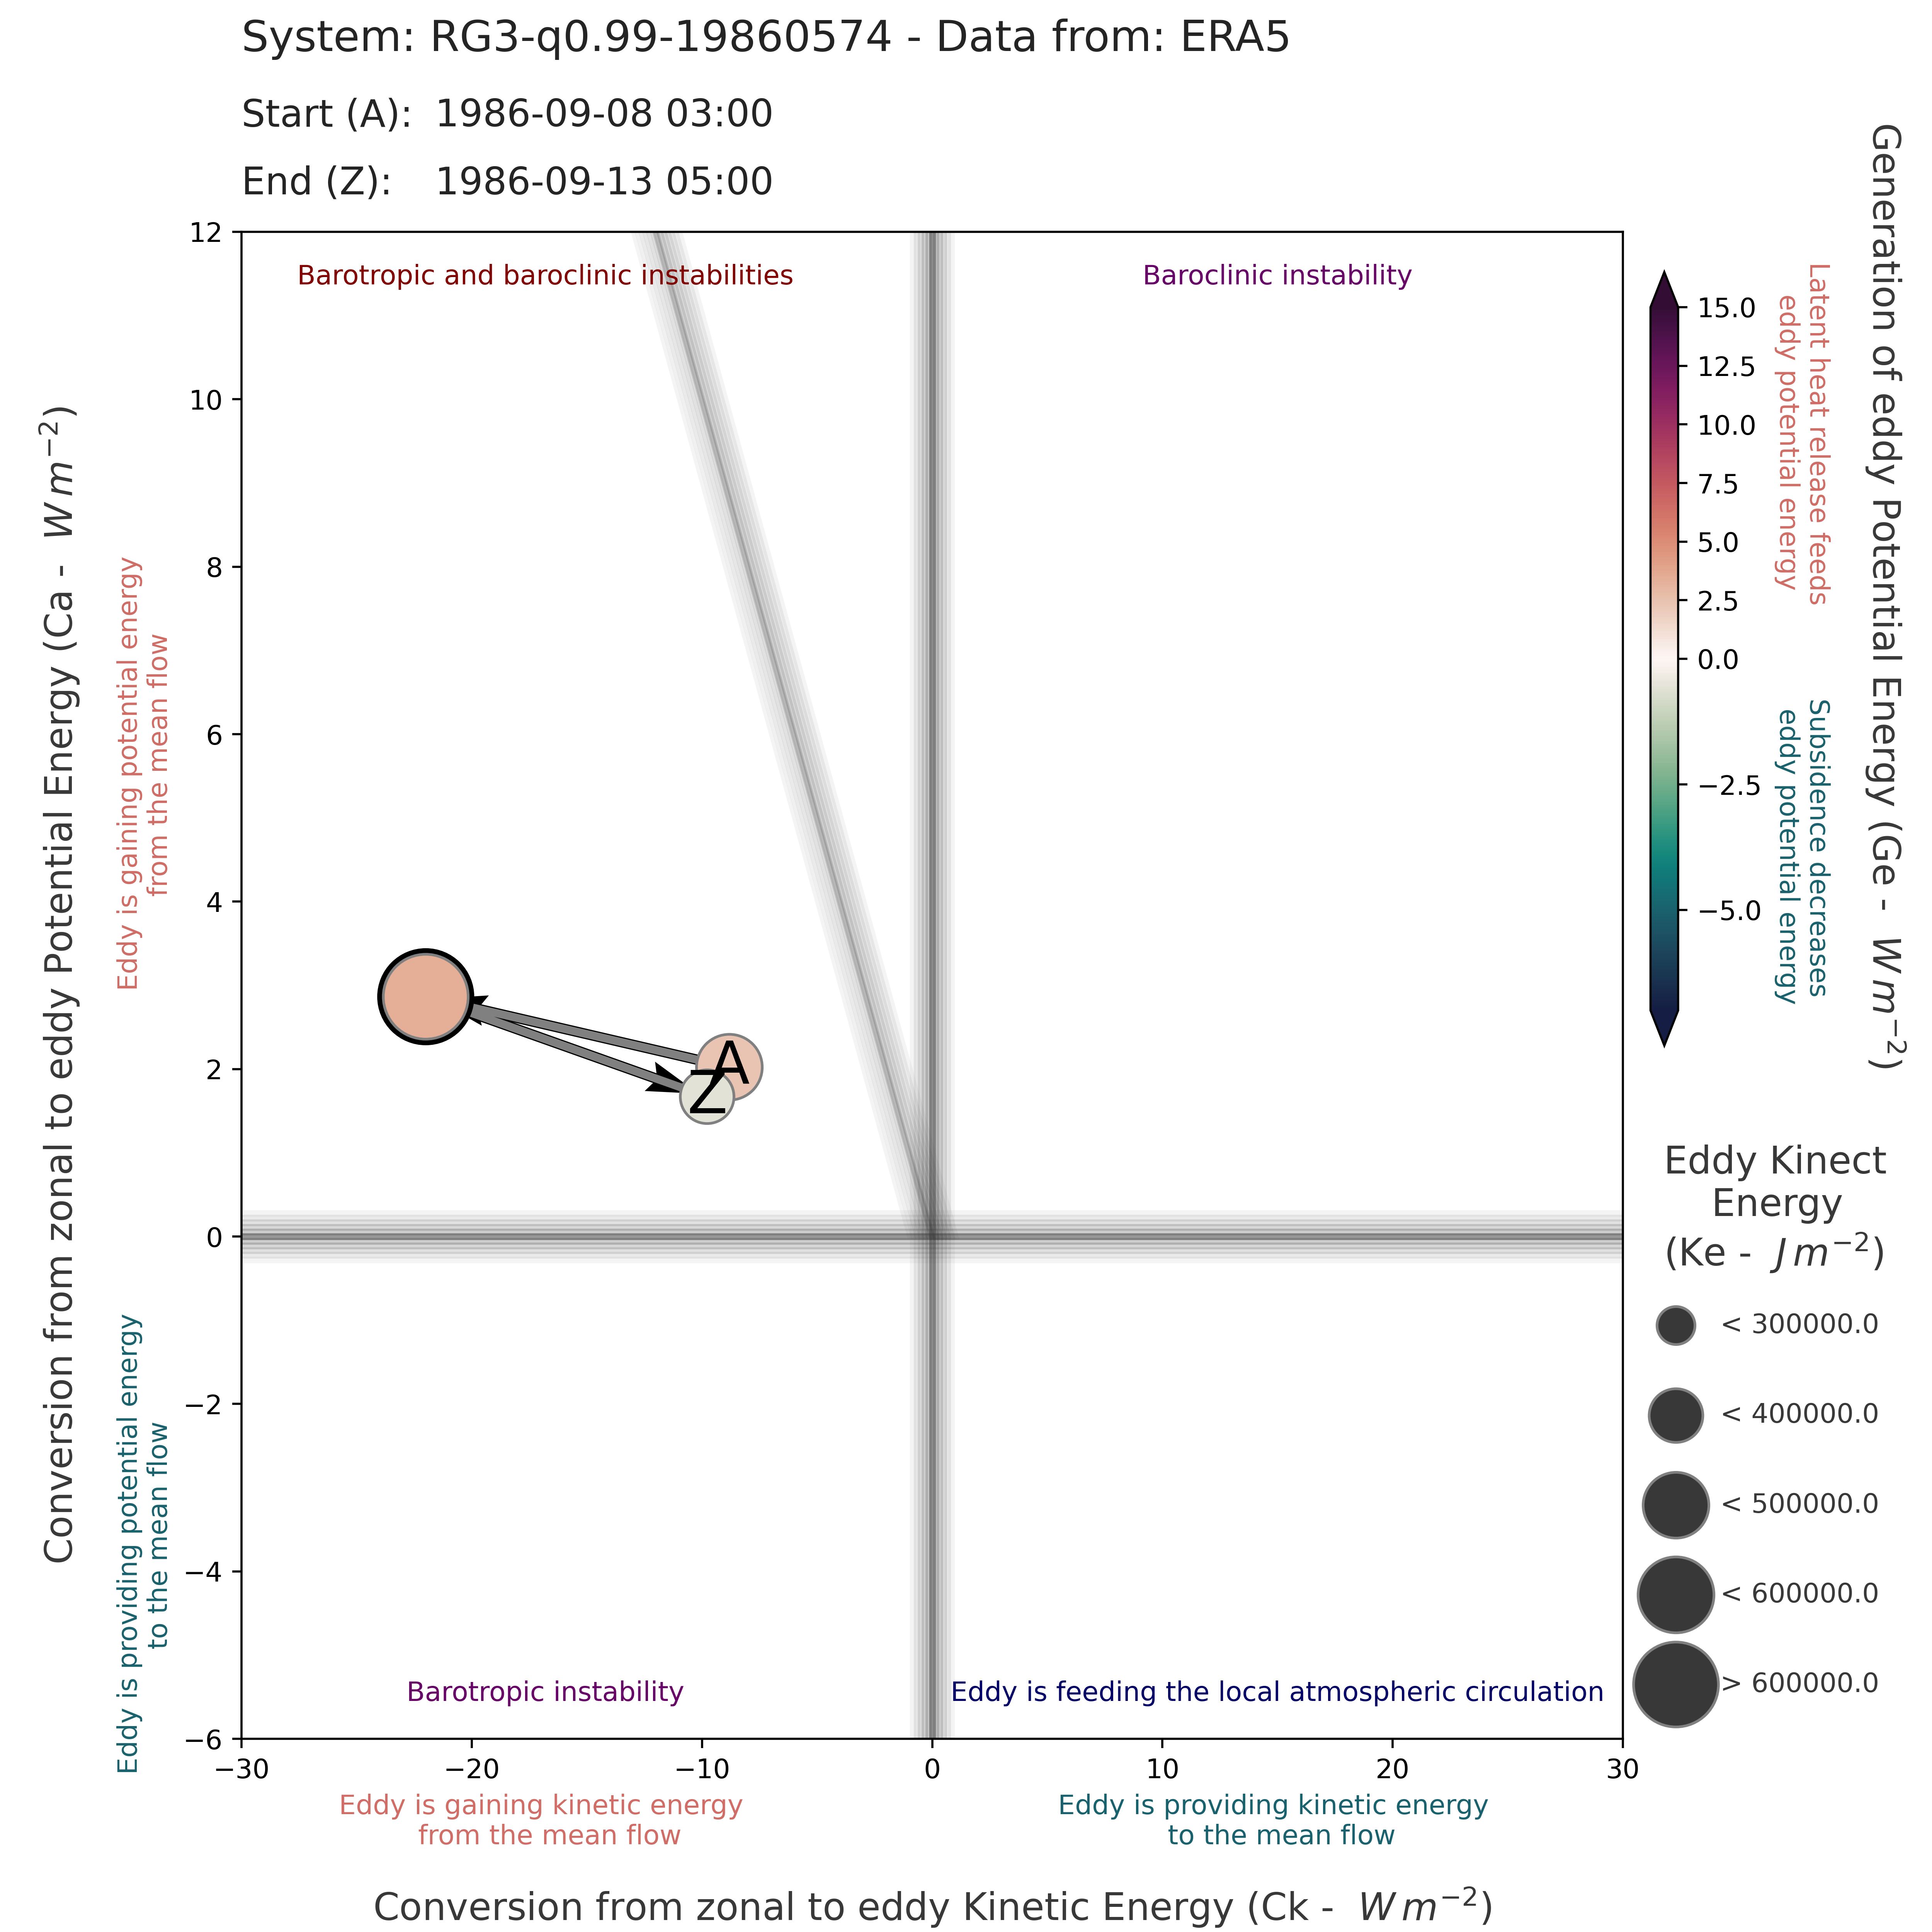 System: RG3-q0.99-19860574 - Data from: ERA5
Start (A): 1986-09-08 03:00
End (Z): 1986-09-13 05:00
Conversion from zonal to eddy Potential Energy (Ca - W m⁻²)
Eddy is gaining potential energy
from the mean flow
Eddy is providing potential energy
to the mean flow
12
10
8
6
4
2
0
−2
−4
−6
Barotropic and baroclinic instabilities
Baroclinic instability
A
Z
Barotropic instability
Eddy is feeding the local atmospheric circulation
−30
−20
−10
0
10
20
30
Eddy is gaining kinetic energy
from the mean flow
Eddy is providing kinetic energy
to the mean flow
Conversion from zonal to eddy Kinetic Energy (Ck - W m⁻²)
15.0
12.5
10.0
7.5
5.0
2.5
0.0
−2.5
−5.0
Latent heat release feeds
eddy potential energy
Subsidence decreases
eddy potential energy
Generation of eddy Potential Energy (Ge - W m⁻²)
Eddy Kinect
Energy
(Ke - J m⁻²)
< 300000.0
< 400000.0
< 500000.0
< 600000.0
> 600000.0